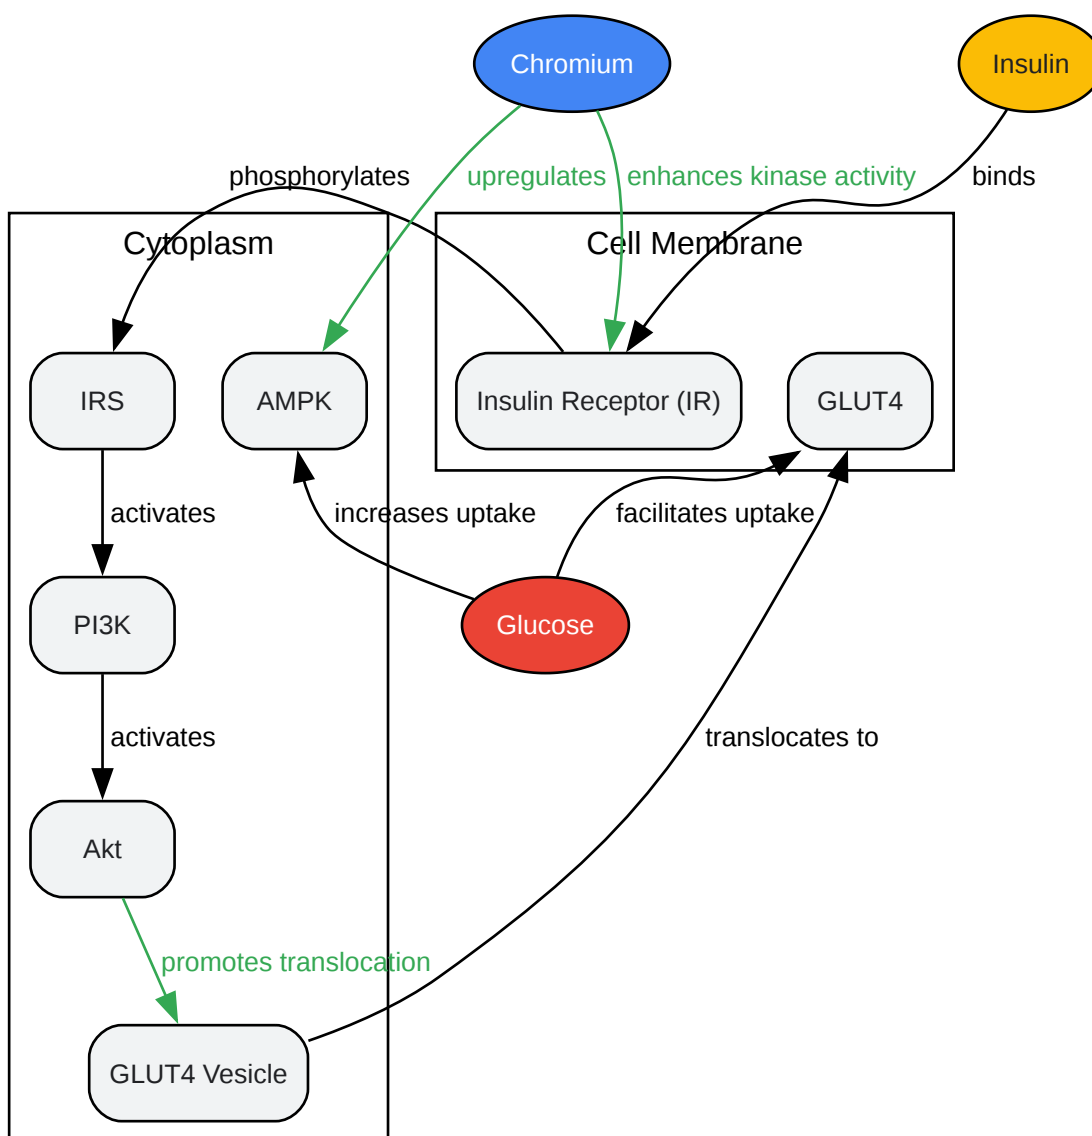 Chromium
Insulin
phosphorylates
upregulates
enhances kinase activity
binds
Cytoplasm
Cell Membrane
IRS
AMPK
Insulin Receptor (IR)
GLUT4
activates
increases uptake
facilitates uptake
PI3K
Glucose
activates
translocates to
Akt
promotes translocation
GLUT4 Vesicle